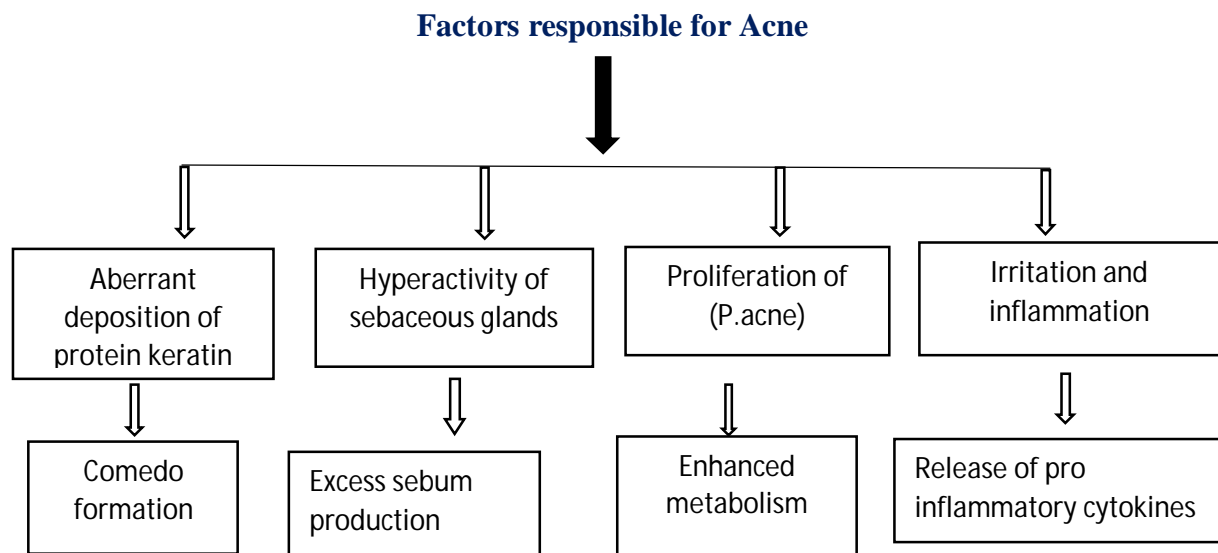 Factors responsible for Acne
Aberrant
deposition of
protein keratin
Hyperactivity of
sebaceous glands
Proliferation of
(P.acne)
Irritation and
inflammation
Comedo
formation
Excess sebum
production
Enhanced
metabolism
Release of pro
inflammatory cytokines